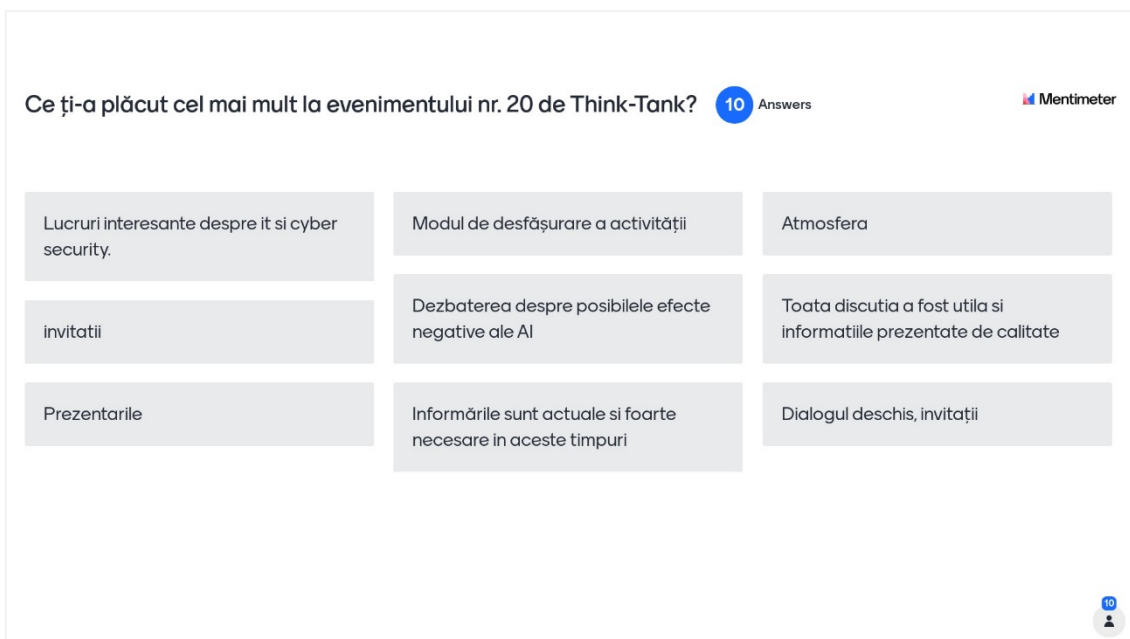 Ce ți-a plăcut cel mai mult la evenimentului nr. 20 de Think-Tank?
10 Answers
Mentimeter
Lucruri interesante despre it si cyber
security.
invitatii
Prezentarile
Modul de desfășurare a activității
Dezbaterea despre posibilele efecte
negative ale AI
Informările sunt actuale si foarte
necesare in aceste timpuri
Atmosfera
Toata discutia a fost utila si
informatiile prezentate de calitate
Dialogul deschis, invitații
10